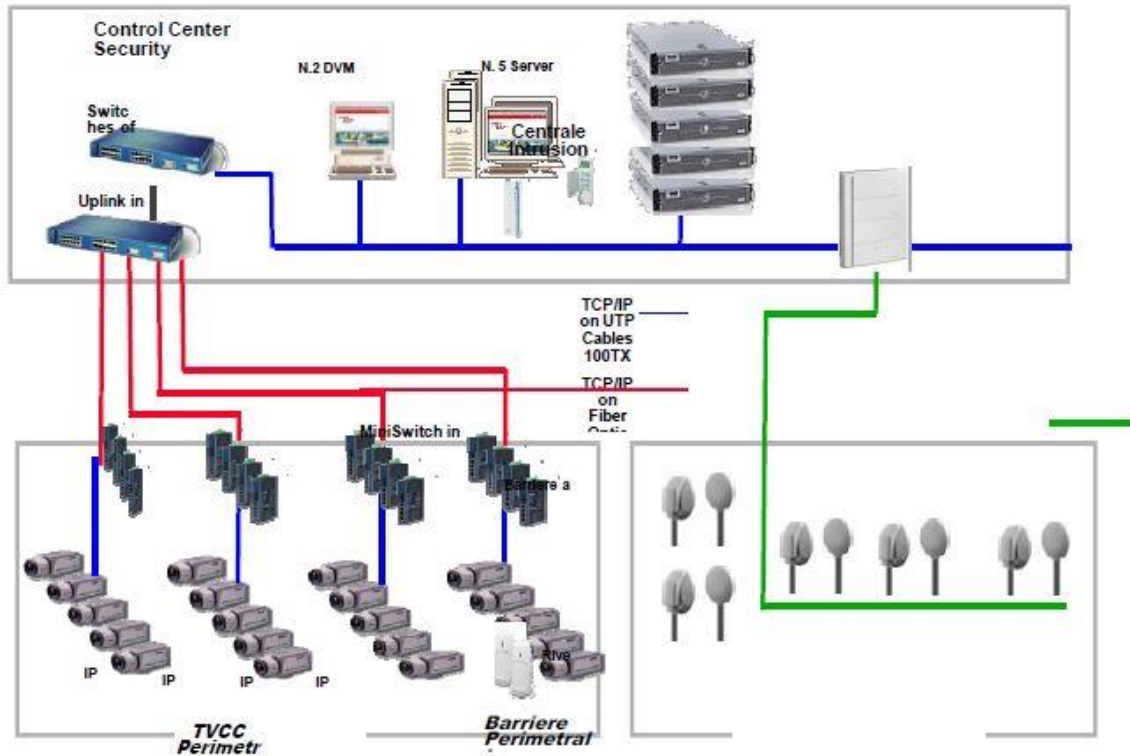 Control Center
Security
N.2 DVM
N. 5 Server
Switc
hes of
Centrale
Intrusion
Uplink in
TCP/IP
on UTP
Cables
100TX
TCP/IP
on
Fiber
MiniSwitch in
Barriere a
Rive
IP
IP
IP
IP
TVCC
Perimetr
Barriere
Perimetral